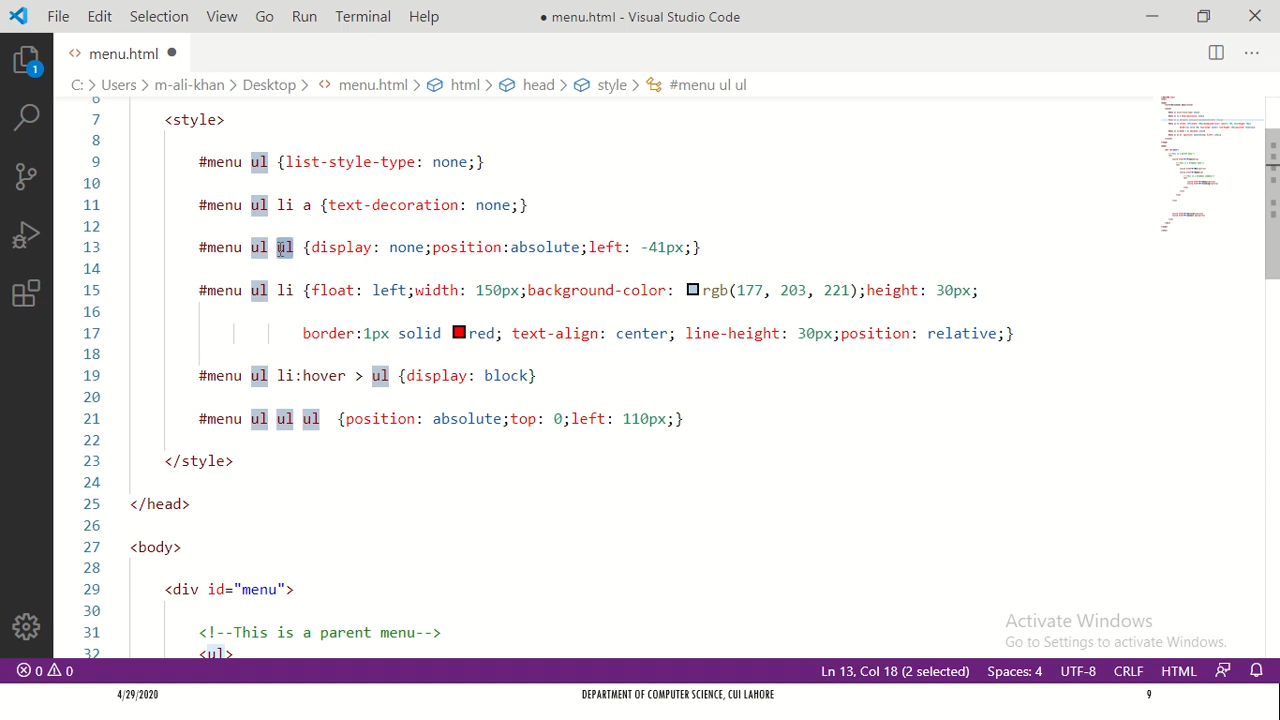 File Edit Selection View Go Run Terminal Help ● menu.html - Visual Studio Code
<> menu.html ●
C: > Users > m-ali-khan > Desktop > <> menu.html > html > head > style > #menu ul ul
6
7 <style>
8
9 #menu ul {list-style-type: none;}
10
11 #menu ul li a {text-decoration: none;}
12
13 #menu ul ul {display: none;position:absolute;left: -41px;}
14
15 #menu ul li {float: left;width: 150px;background-color: rgb(177, 203, 221);height: 30px;
16
17 border:1px solid red; text-align: center; line-height: 30px;position: relative;}
18
19 #menu ul li:hover > ul {display: block}
20
21 #menu ul ul ul {position: absolute;top: 0;left: 110px;}
22
23 </style>
24
25 </head>
26
27 <body>
28
29 <div id="menu">
30
31 <!--This is a parent menu-->
32 <ul>
1
Activate Windows
Go to Settings to activate Windows.
0 0 Ln 13, Col 18 (2 selected) Spaces: 4 UTF-8 CRLF HTML
4/29/2020 DEPARTMENT OF COMPUTER SCIENCE, CUI LAHORE 9